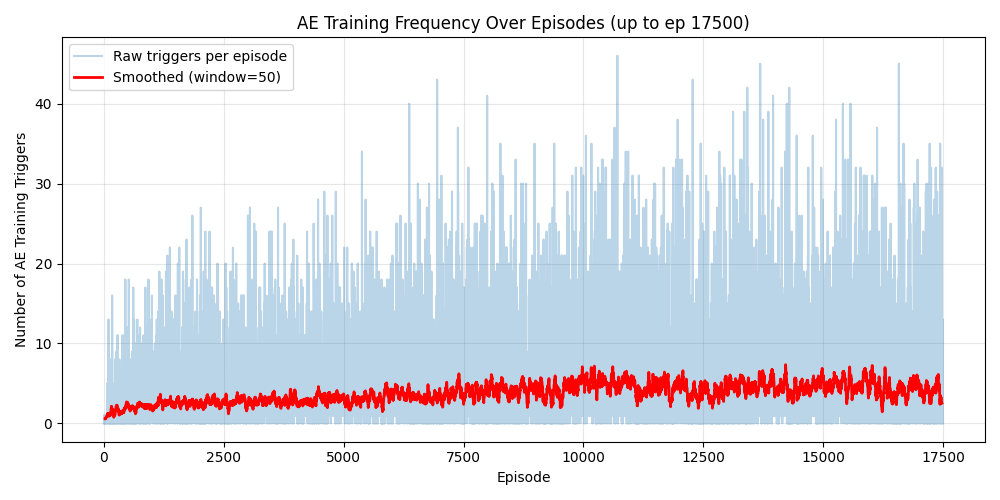 AE Training Frequency Over Episodes (up to ep 17500)
Raw triggers per episode
Smoothed (window=50)
Number of AE Training Triggers
40
30
20
10
0
0 2500 5000 7500 10000 12500 15000 17500
Episode